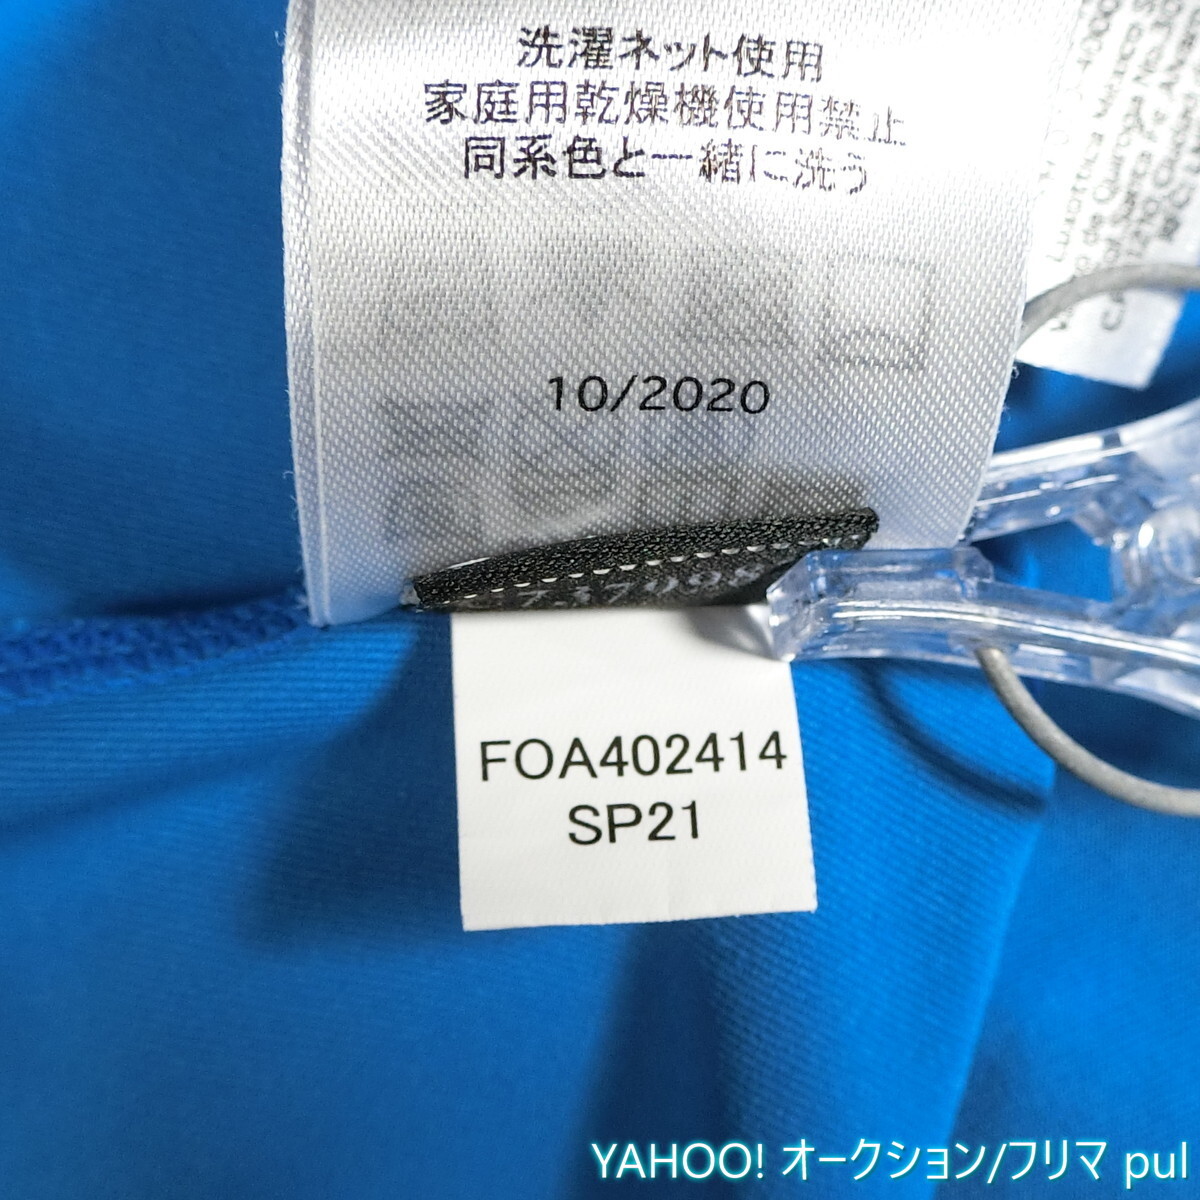 洗濯ネット使用
家庭用乾燥機使用禁止
同系色と一緒に洗う
10/2020
FOA402414
SP21
YAHOO! オークション/フリマ pul